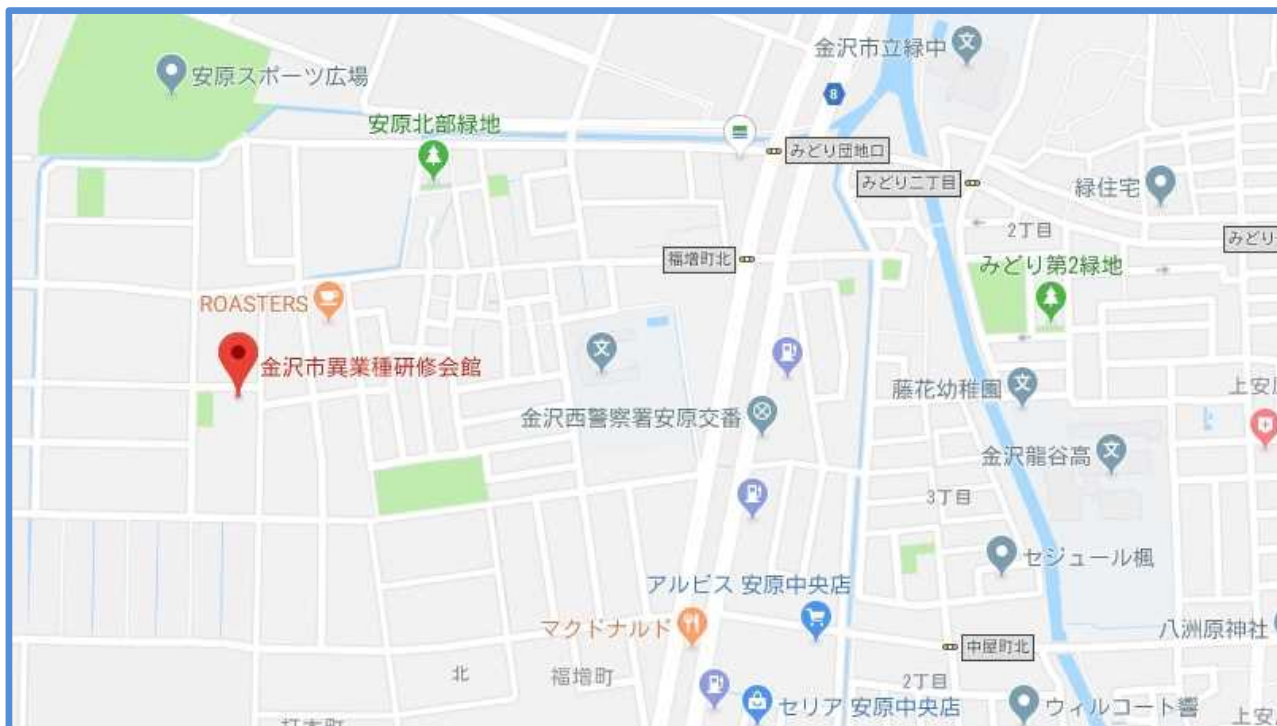 金沢市立緑中
安原スポーツ広場
8
安原北部緑地
みどり団地口
みどり二丁目
緑住宅
2丁目
みどり
福増町北
みどり第2緑地
ROASTERS
金沢市異業種研修会館
藤花幼稚園
上安
金沢西警察署安原交番
金沢龍谷高
3丁目
セジュール楓
アルビス 安原中央店
マクドナルド
八洲原神社
中屋町北
北
福増町
2丁目
セリア 安原中央店
ウィルコート響
上安